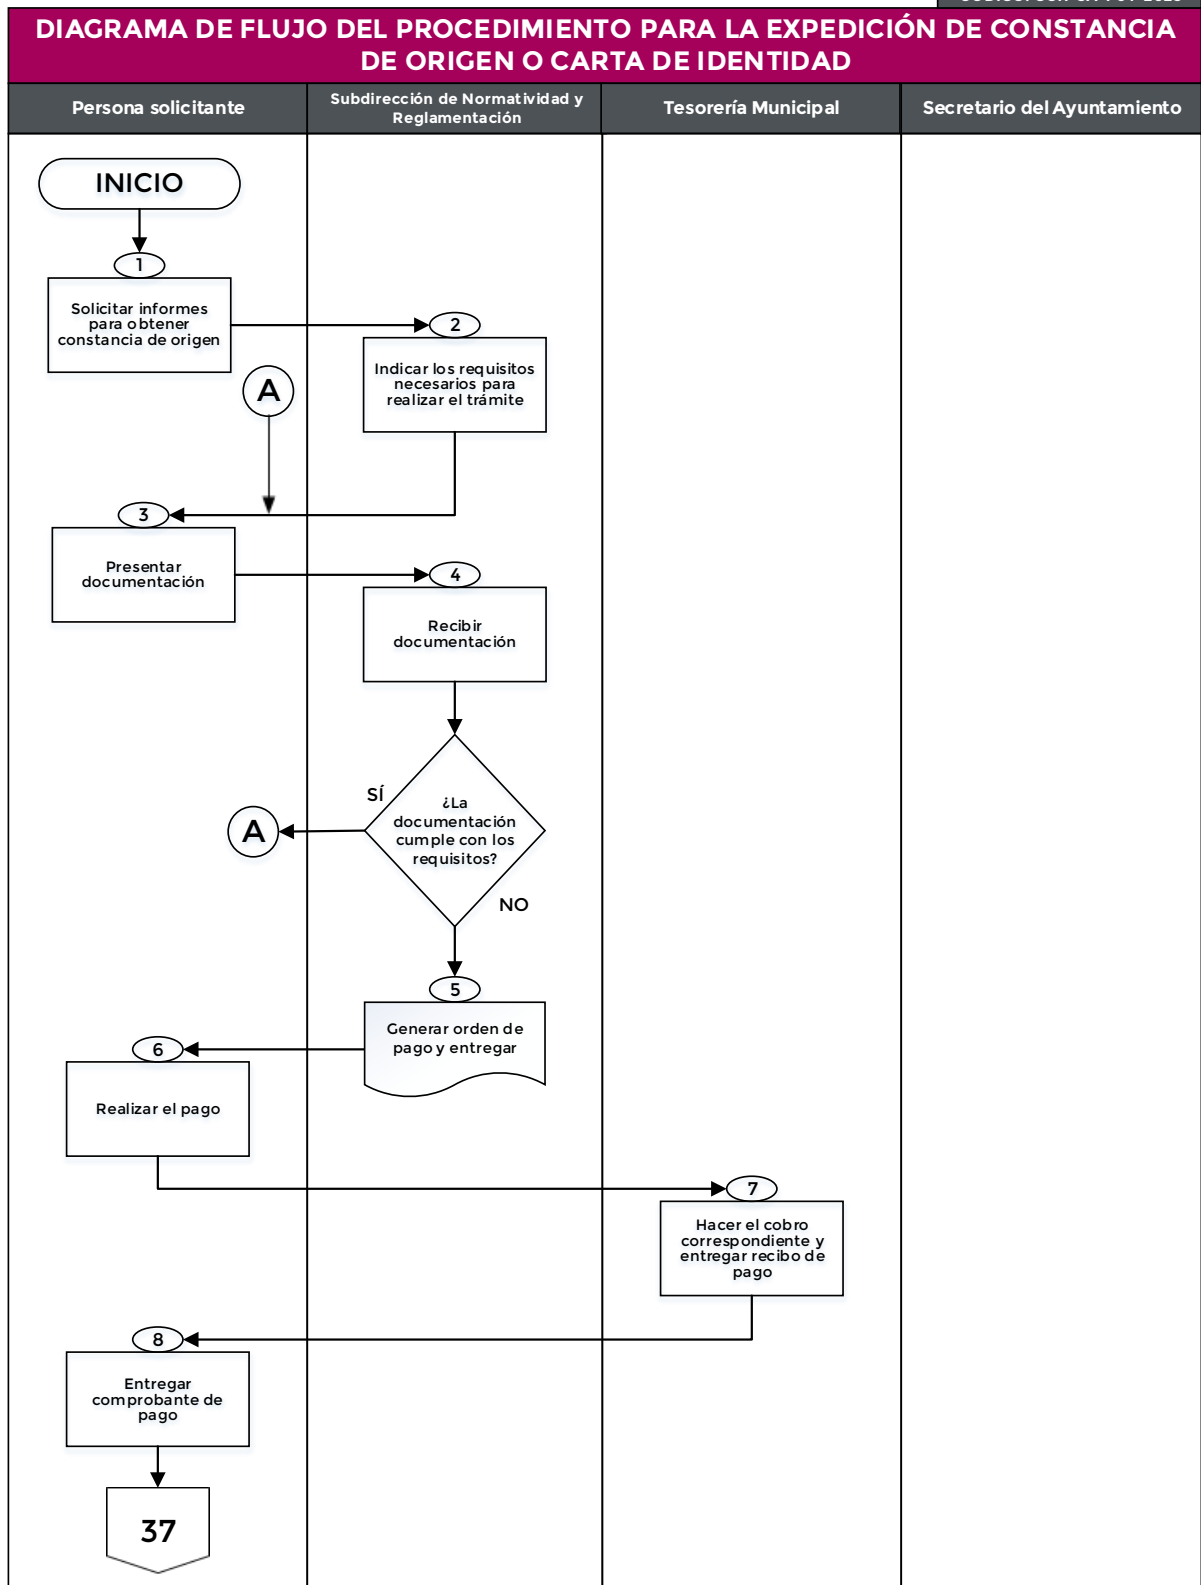 DIAGRAMA DE FLUJO DEL PROCEDIMIENTO PARA LA EXPEDICIÓN DE CONSTANCIA
DE ORIGEN O CARTA DE IDENTIDAD
Persona solicitante
Subdirección de Normatividad y
Reglamentación
Tesorería Municipal
Secretario del Ayuntamiento
INICIO
1
Solicitar informes
para obtener
constancia de origen
2
Indicar los requisitos
necesarios para
realizar el trámite
A
3
Presentar
documentación
4
Recibir
documentación
SÍ
¿La
documentación
cumple con los
requisitos?
A
NO
5
Generar orden de
pago y entregar
6
Realizar el pago
7
Hacer el cobro
correspondiente y
entregar recibo de
pago
8
Entregar
comprobante de
pago
37